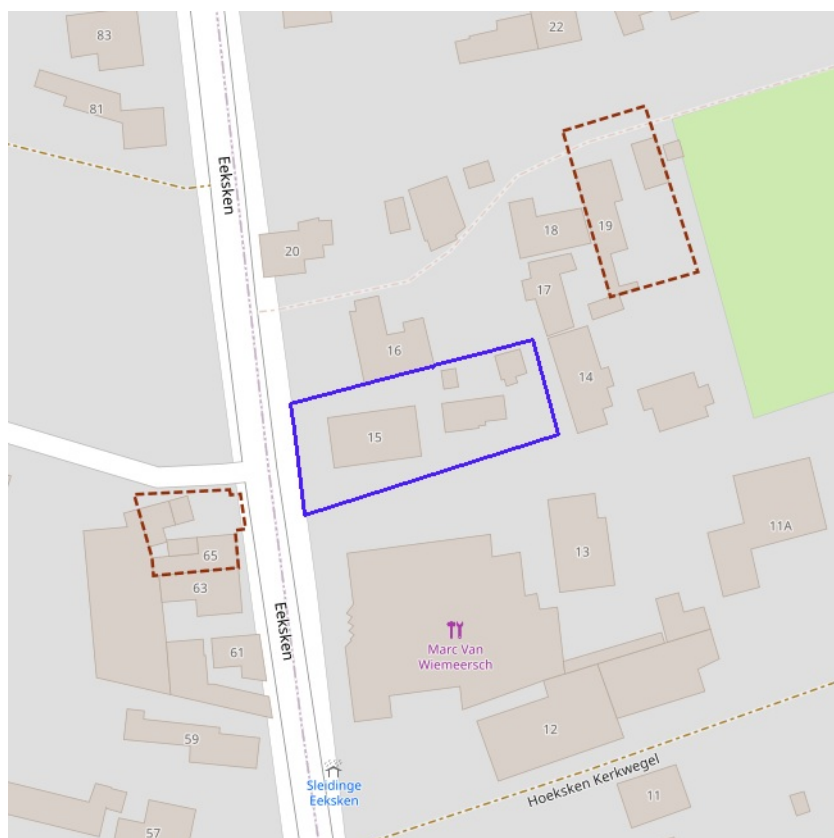 83
22
81
Eeksken
20
18
19
17
16
14
15
65
63
61
13
11A
Marc Van
Wiemeersch
Eeksken
59
12
Sleidinge
Eeksken
Hoeksken Kerkwegel
11
57